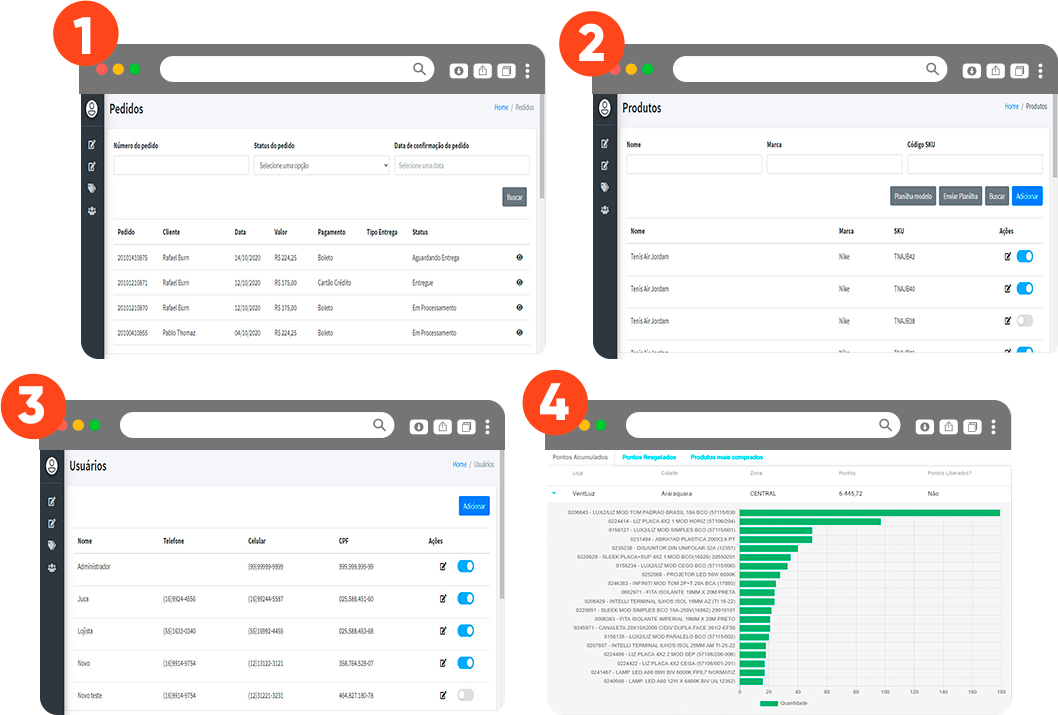 1
Pedidos
Home / Pedidos
Número do pedido
Status do pedido
Data de confirmação do pedido
Selecione uma opção
Selecione uma data
Buscar
Pedido Cliente Data Valor Pagamento Tipo Entrega Status
20101410875 Rafael Burn 14/10/2020 R$ 224,25 Boleto Aguardando Entrega
20101210871 Rafael Burn 12/10/2020 R$ 175,00 Cartão Crédito Entregue
20101210870 Rafael Burn 12/10/2020 R$ 175,00 Boleto Em Processamento
20100410855 Pablo Thomaz 04/10/2020 R$ 224,25 Boleto Em Processamento
2
Produtos
Home / Produtos
Nome Marca Código SKU
Planilha modelo Enviar Planilha Buscar Adicionar
Nome Marca SKU Ações
Tenis Air Jordam Nike TNAJB42
Tenis Air Jordam Nike TNAJB40
Tenis Air Jordam Nike TNAJB38
Tenis Air Jordam Nike
3
Usuários
Home / Usuários
Adicionar
Nome Telefone Celular CPF Ações
Administrador (99)99999-9999 999.999.999-99
Juca (16)9924-4556 (16)99244-5587 025.588.451-60
Lojista (55)1633-0340 (55)16992-4455 025.588.453-68
Novo (16)9914-9754 (12)13122-3121 358.764.528-07
Novo teste (16)9914-9754 (12)31221-3231 464.827.180-78
4
Pontos Acumulados Pontos Resgatados Produtos mais comprados
Loja Cidade Zona Pontos Pontos Liberados?
VentLuz Araraquara CENTRAL 6.445,72 Não
0206643 - LUX2/LIZ MOD TOM PADRAO BRASIL 10A BCO (57115/030
0224414 - LIZ PLACA 4X2 1 MOD HORIZ (57106/204)
0156127 - LUX2/LIZ MOD SIMPLES BCO (57115/001)
0231484 - ABRA?AD PLASTICA 200X3,6 PT
0235238 - DISJUNTOR DIN UNIPOLAR 32A (12351)
0220628 - SLEEK PLACA+SUP 4X2 1 MOD BCO(16026) 20550201
0156234 - LUX2/LIZ MOD CEGO BCO (57115/090)
0252068 - PROJETOR LED 50W 6000K
0246383 - INFINITI MOD TOM 2P+T 20A BCA (17893)
0002971 - FITA ISOLANTE 19MM X 20M PRETA
0206429 - INTELLI TERMINAL ILHOS ISOL 16MM AZ (TI 16-22)
0220691 - SLEEK MOD SIMPLES BCO 10A-250V(16062) 20010101
0006383 - FITA ISOLANTE IMPERIAL 19MM X 20M PRETO
0245971 - CANALETA 20X10X2000 C/DIV DUPLA FACE 361/2-EF50
0156135 - LUX2/LIZ MOD PARALELO BCO (57115/002)
0207807 - INTELLI TERMINAL ILHOS ISOL 25MM AM TI-25-22
0224406 - LIZ PLACA 4X2 2 MOD SEP (57106/206-099)
0224422 - LIZ PLACA 4X2 CEGA (57106/001-201)
0241467 - LAMP. LED A60 09W BIV 6000K FP0,7 NORMATIZ
0240568 - LAMP LED A60 12W X 6400K BIV (AL12362)
0 20 40 60 80 100 120 140 160 180
Quantidade